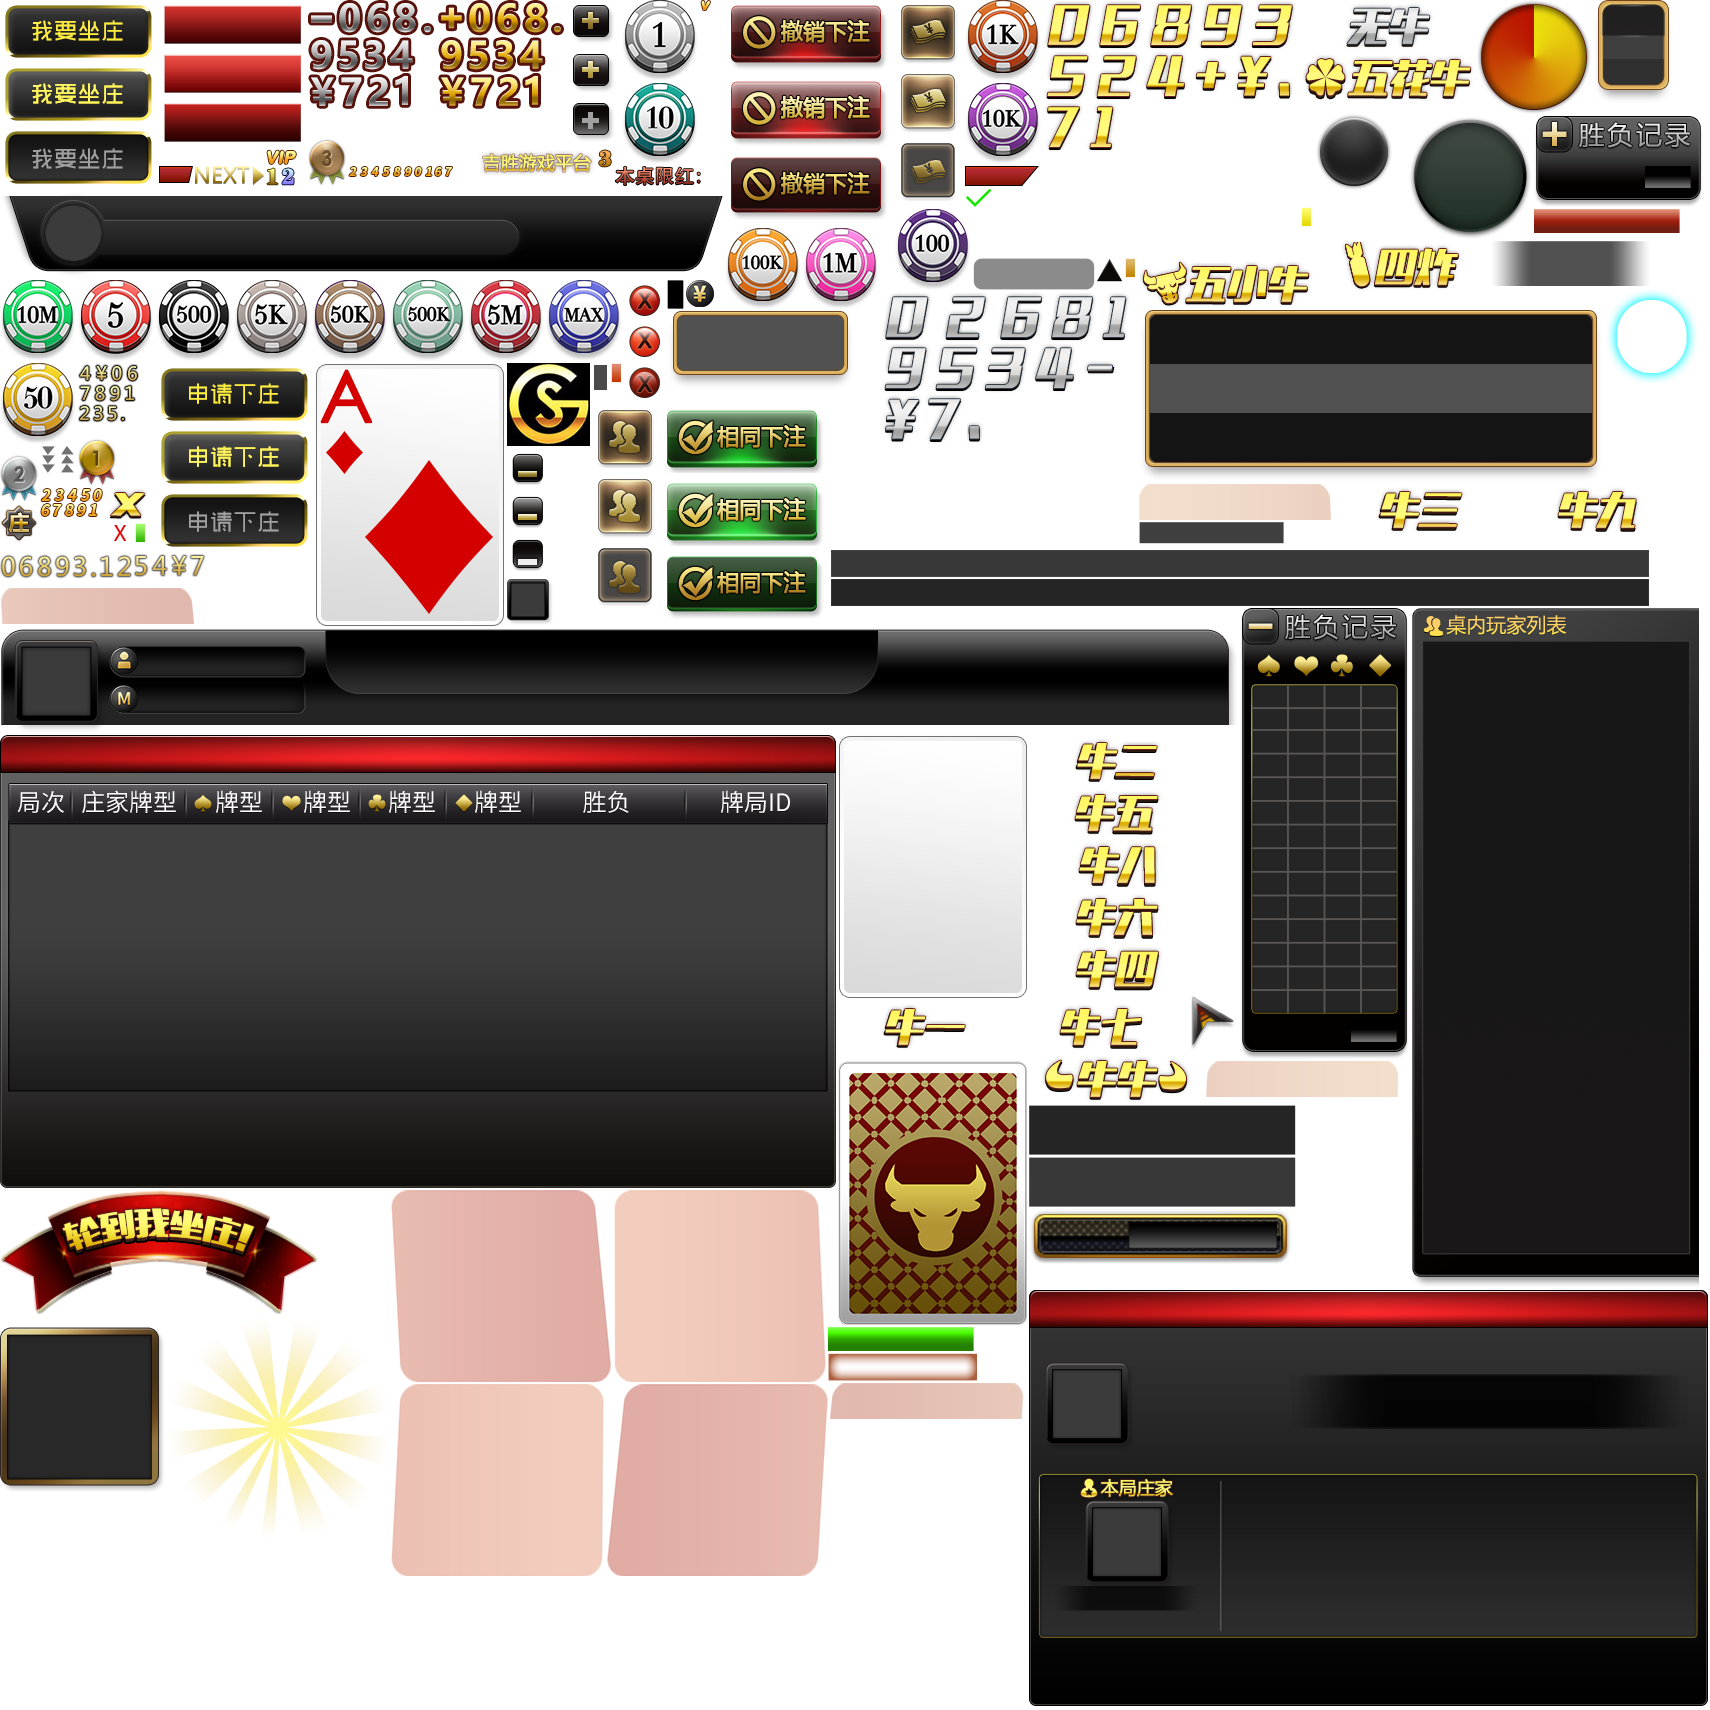 我要坐庄
我要坐庄
我要坐庄
-068.
9534
¥721
+068.
9534
¥721
1
10
撤销下注
撤销下注
撤销下注
1K
10K
06893
524+¥.
71
无牛
五花牛
胜负记录
NEXT
VIP
12
3
2345890167
吉胜游戏平台
3
本桌限红:
100K
1M
100
五小牛
四炸
10M
5
500
5K
50K
500K
5M
MAX
X
X
X
¥
02681
9534-
¥7.
50
4¥06
7891
235.
申请下庄
申请下庄
申请下庄
A
相同下注
相同下注
相同下注
2
1
23450
67891
X
庄
X
牛三
牛九
06893.1254¥7
M
胜负记录
桌内玩家列表
局次 庄家牌型 牌型 牌型 牌型 牌型 胜负 牌局ID
牛二
牛五
牛八
牛六
牛四
牛一
牛七
牛牛
轮到我坐庄!
本局庄家